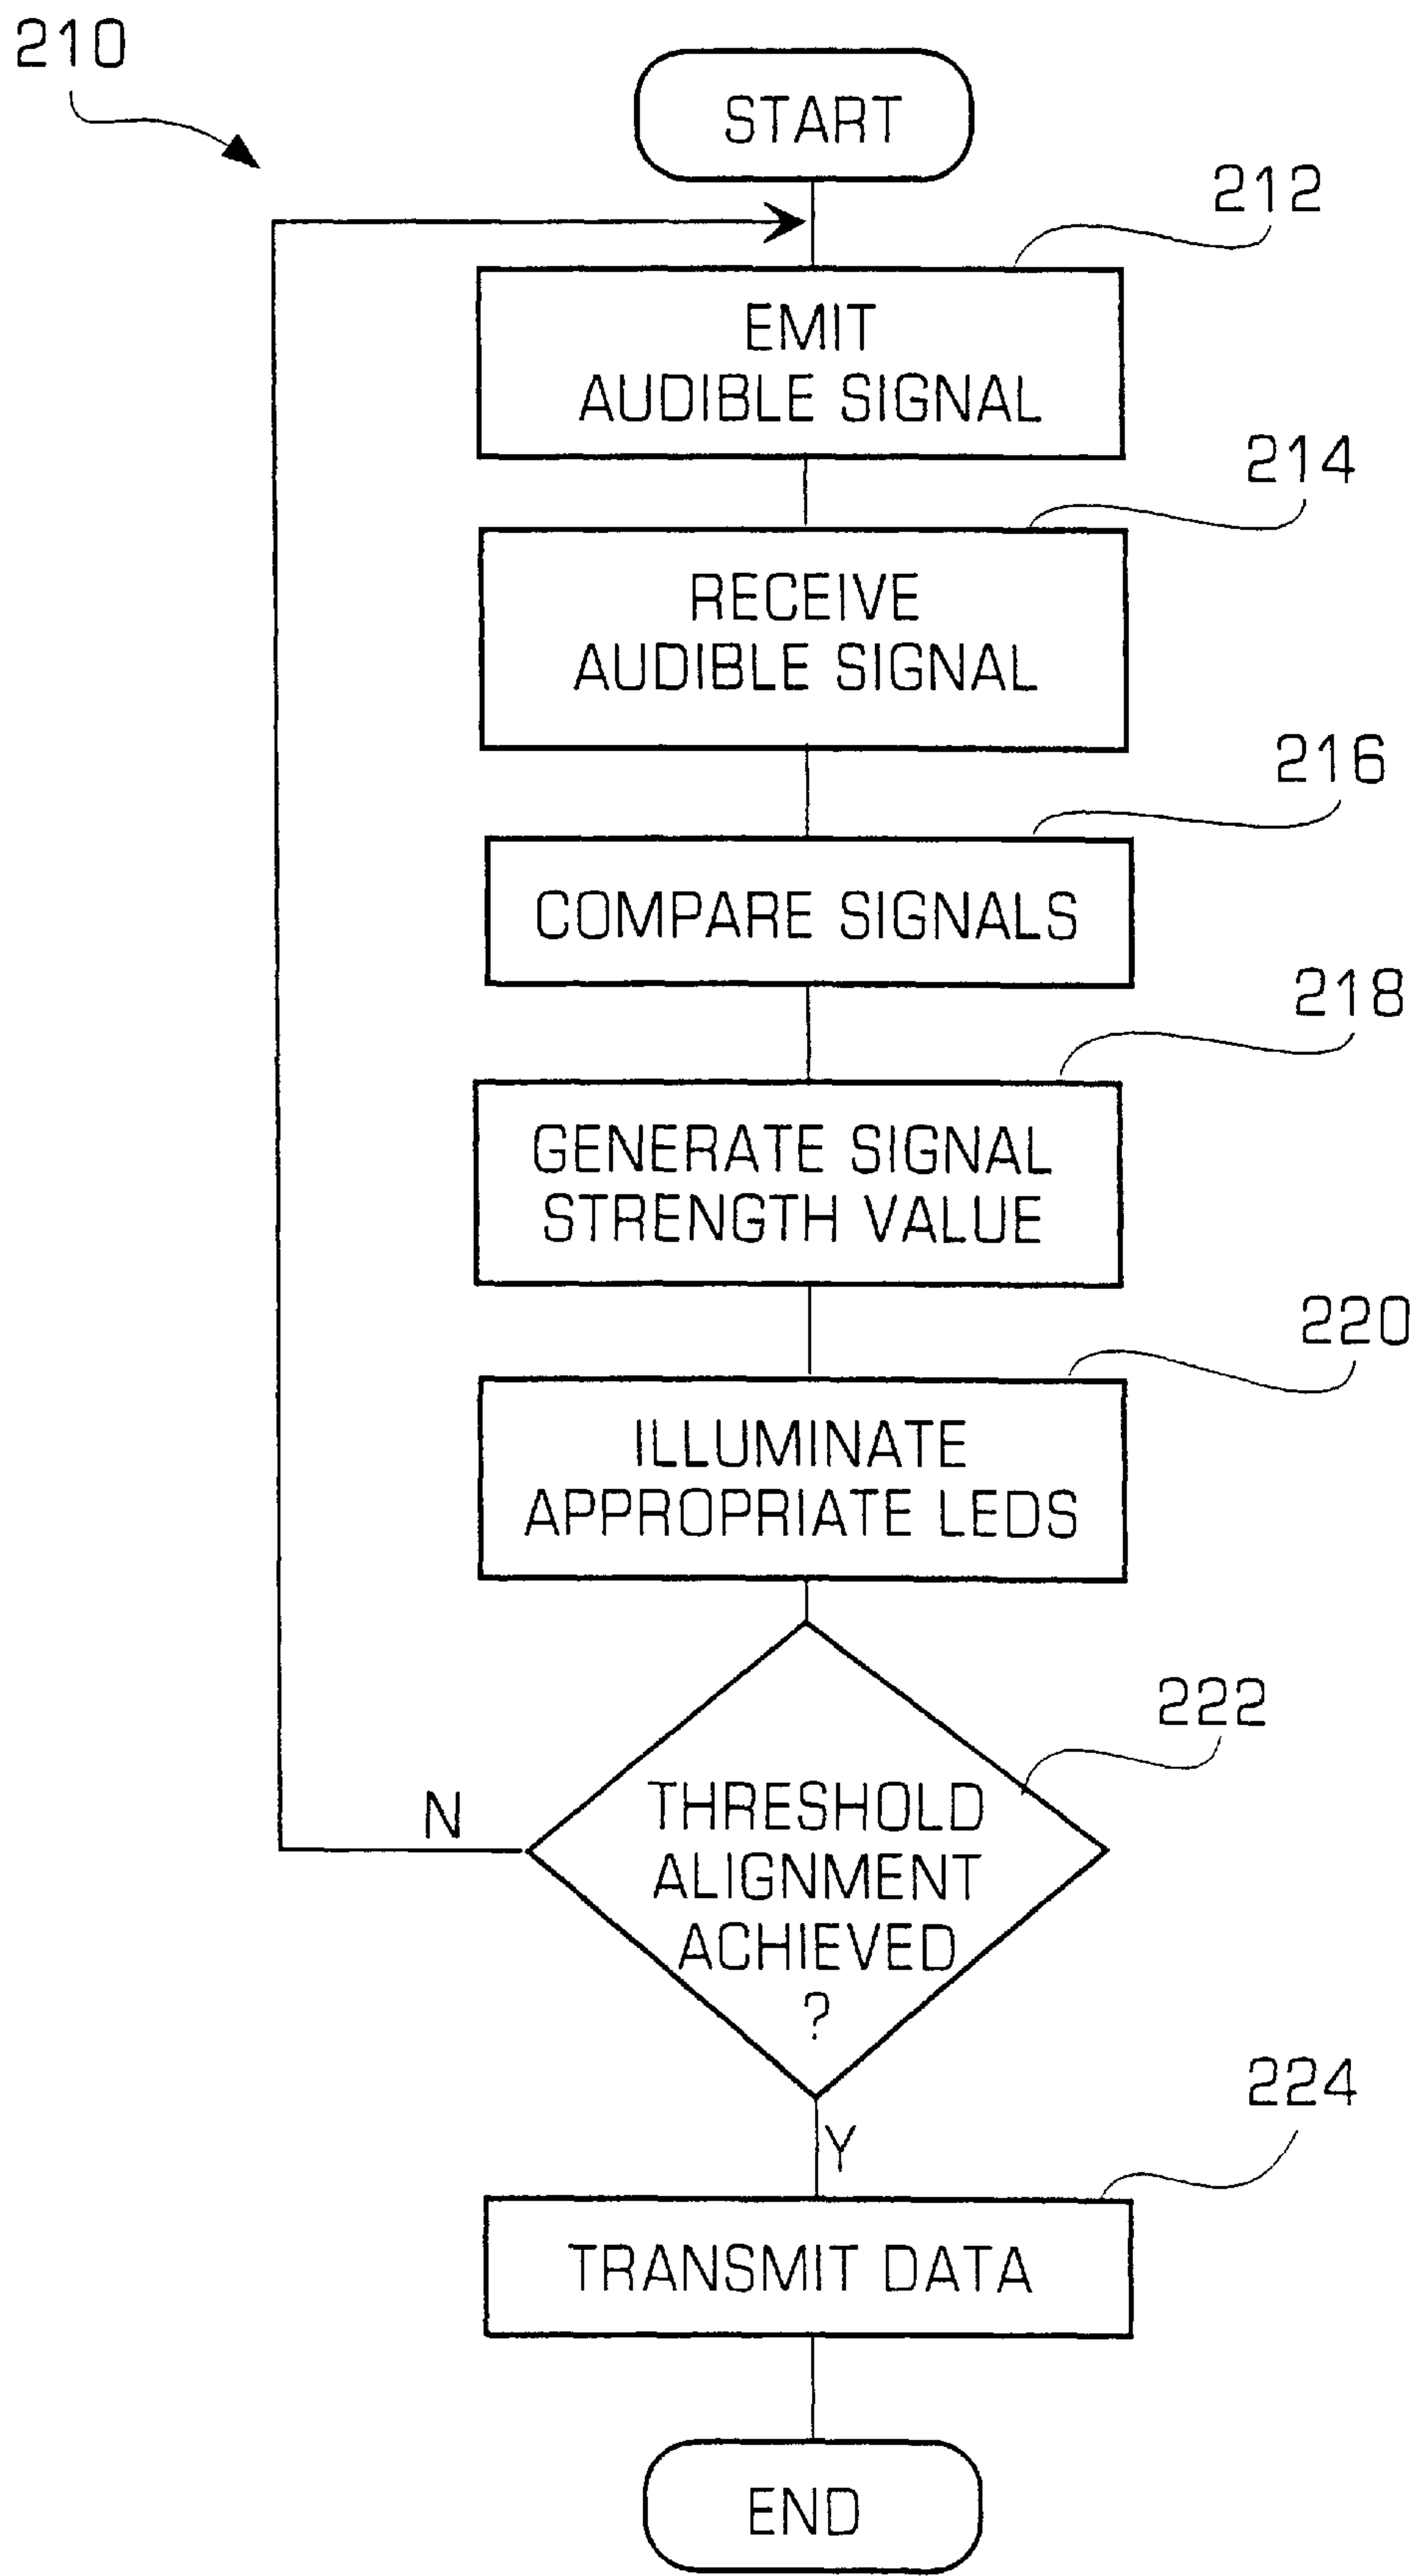 210
START
212
EMIT
AUDIBLE SIGNAL
214
RECEIVE
AUDIBLE SIGNAL
216
COMPARE SIGNALS
218
GENERATE SIGNAL
STRENGTH VALUE
220
ILLUMINATE
APPROPRIATE LEDS
222
N
THRESHOLD
ALIGNMENT
ACHIEVED
?
Y
224
TRANSMIT DATA
END